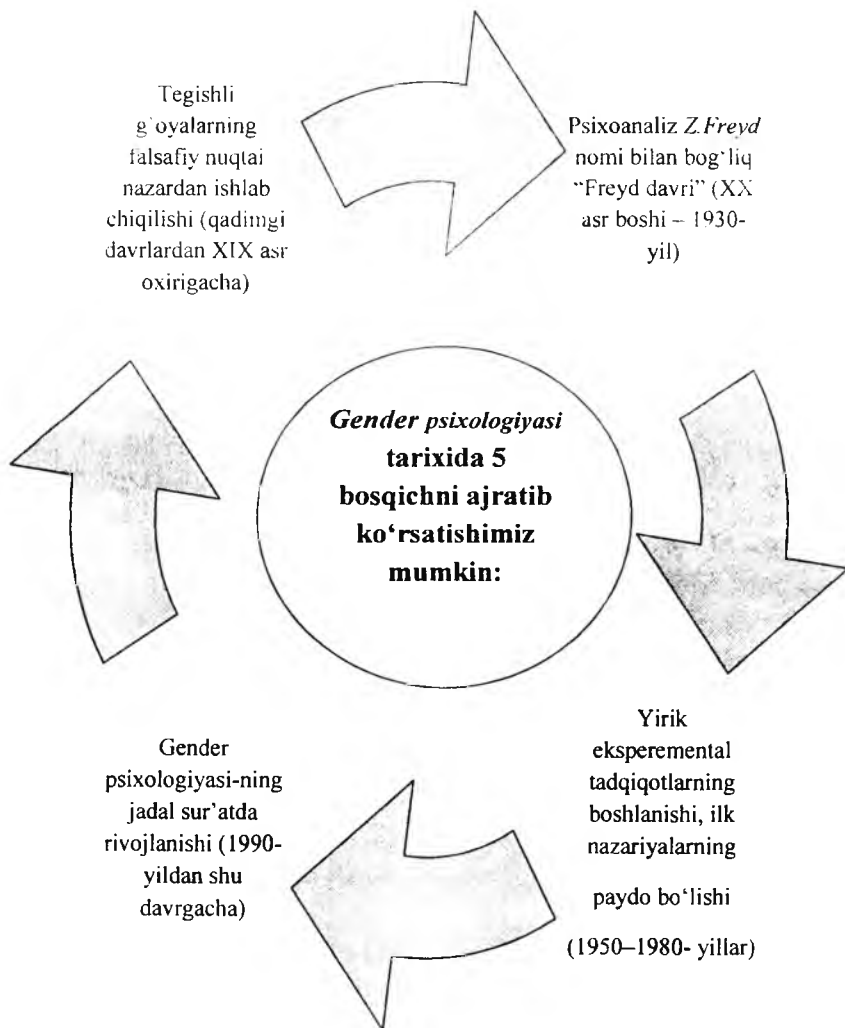 Tegishli
g‘oyalarning
falsafiy nuqtai
nazardan ishlab
chiqilishi (qadimgi
davrlardan XIX asr
oxirigacha)
Psixoanaliz Z.Freyd
nomi bilan bog‘liq
“Freyd davri” (XX
asr boshi – 1930-
yil)
Gender psixologiyasi
tarixida 5
bosqichni ajratib
ko‘rsatishimiz
mumkin:
Yirik
eksperemental
tadqiqotlarning
boshlanishi, ilk
nazariyalarning
paydo bo‘lishi
(1950–1980- yillar)
Gender
psixologiyasi-ning
jadal sur’atda
rivojlanishi (1990-
yildan shu
davrgacha)